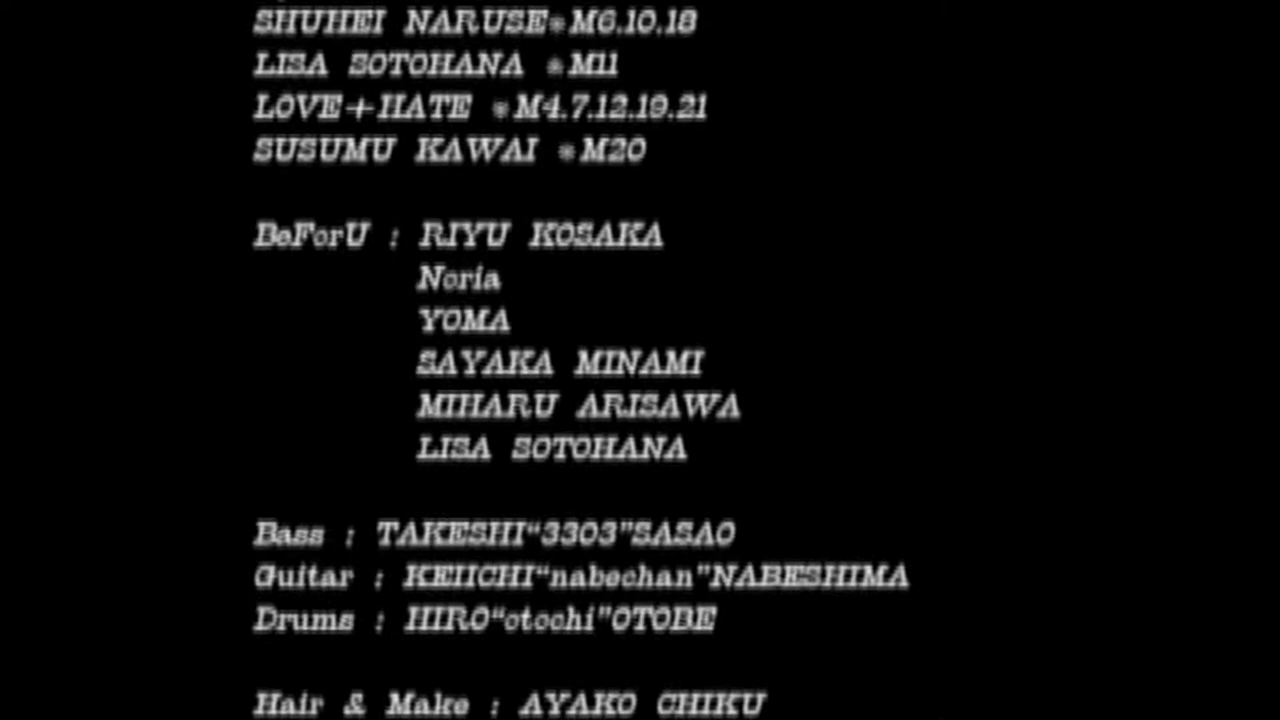 SHUHEI NARUSE*M6.10.18
LISA SOTOHANA *M11
LOVE+HATE *M4.7.12.19.21
SUSUMU KAWAI *M20
BeForU : RIYU KOSAKA
Noria
YOMA
SAYAKA MINAMI
MIHARU ARISAWA
LISA SOTOHANA
Bass : TAKESHI“3303”SASAO
Guitar : KEIICHI“nabechan”NABESHIMA
Drums : HIRO“otochi”OTOBE
Hair & Make : AYAKO CHIKU